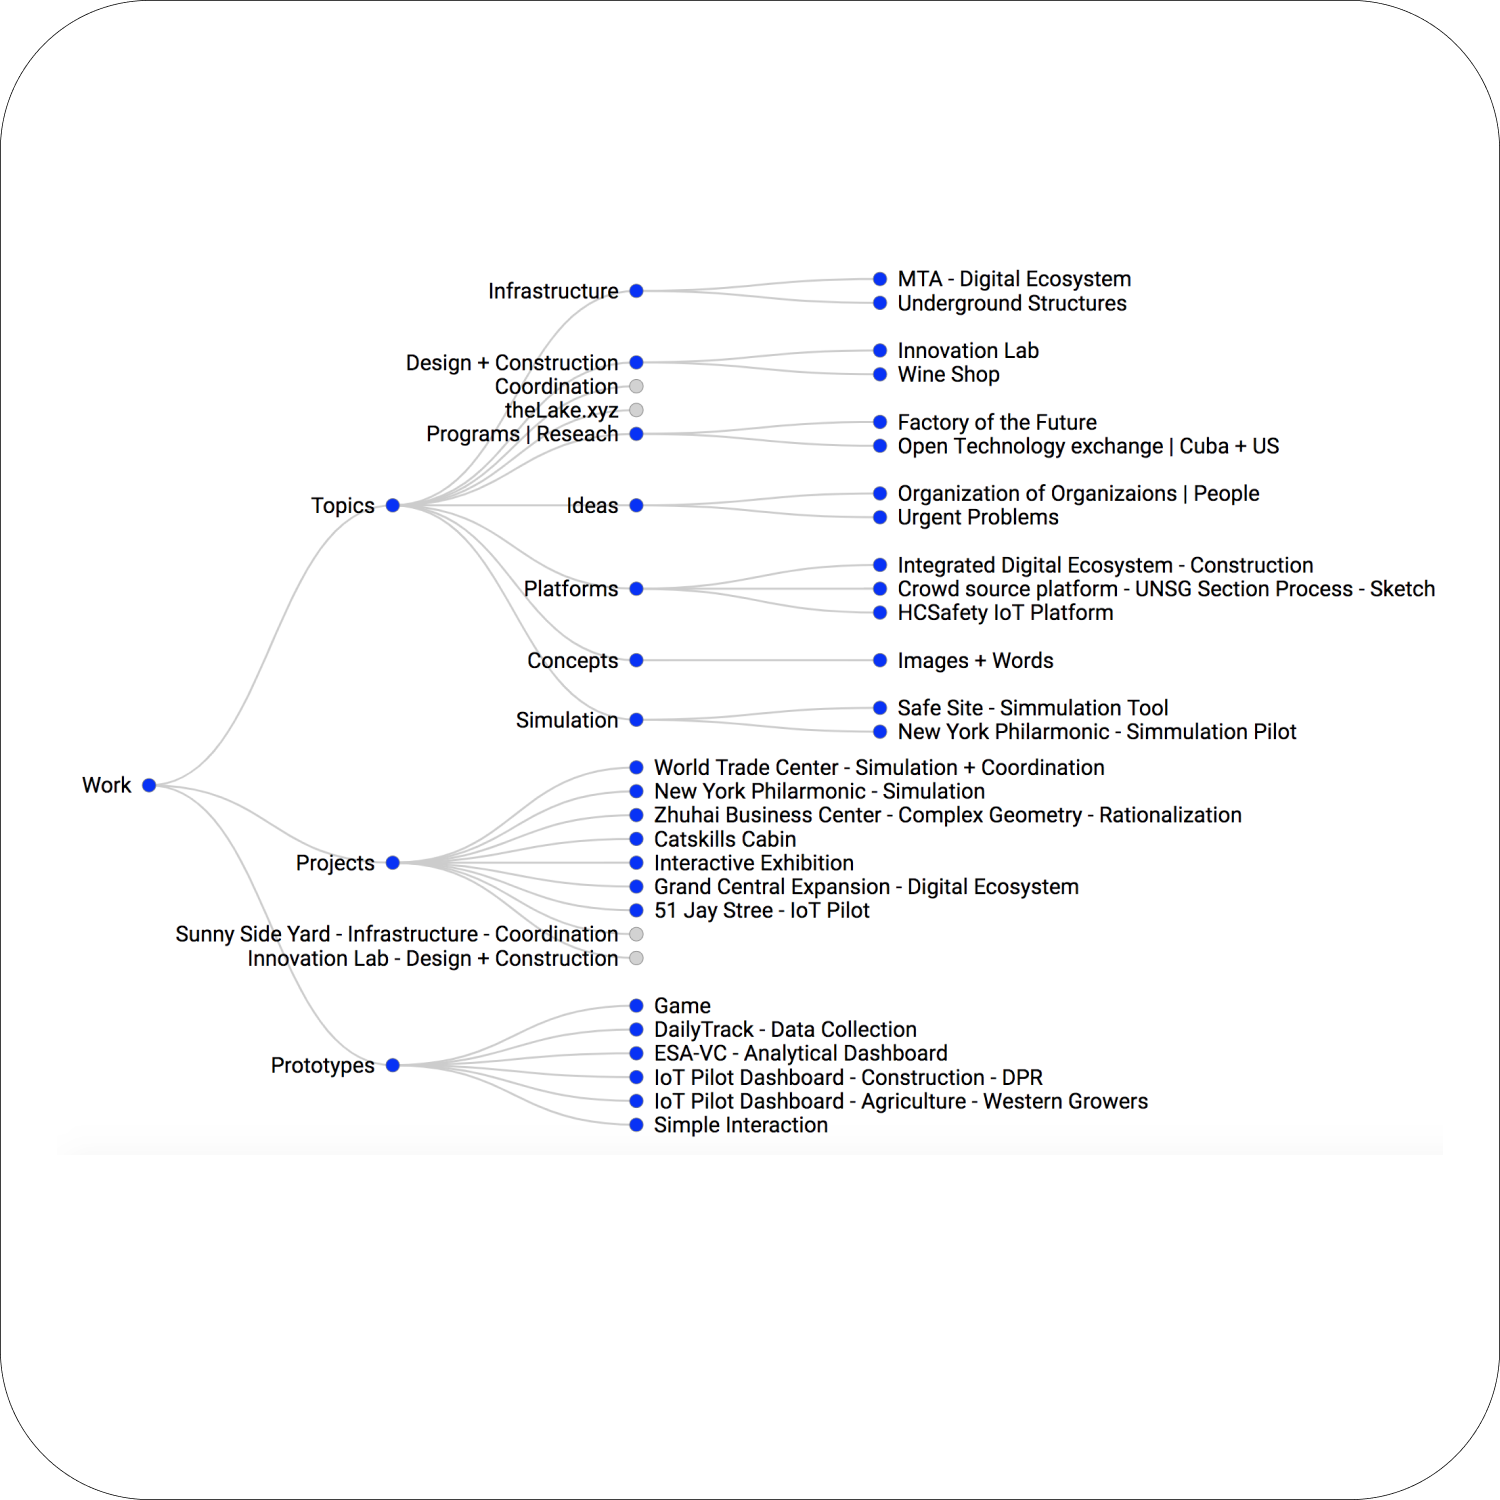 MTA - Digital Ecosystem
Infrastructure
Underground Structures
Innovation Lab
Design + Construction
Wine Shop
Coordination
theLake.xyz
Factory of the Future
Programs | Reseach
Open Technology exchange | Cuba + US
Organization of Organizaions | People
Topics
Ideas
Urgent Problems
Integrated Digital Ecosystem - Construction
Platforms
Crowd source platform - UNSG Section Process - Sketch
HCSafety IoT Platform
Concepts
Images + Words
Safe Site - Simmulation Tool
Simulation
New York Philarmonic - Simmulation Pilot
World Trade Center - Simulation + Coordination
Work
New York Philarmonic - Simulation
Zhuhai Business Center - Complex Geometry - Rationalization
Catskills Cabin
Projects
Interactive Exhibition
Grand Central Expansion - Digital Ecosystem
51 Jay Stree - IoT Pilot
Sunny Side Yard - Infrastructure - Coordination
Innovation Lab - Design + Construction
Game
DailyTrack - Data Collection
ESA-VC - Analytical Dashboard
Prototypes
IoT Pilot Dashboard - Construction - DPR
IoT Pilot Dashboard - Agriculture - Western Growers
Simple Interaction